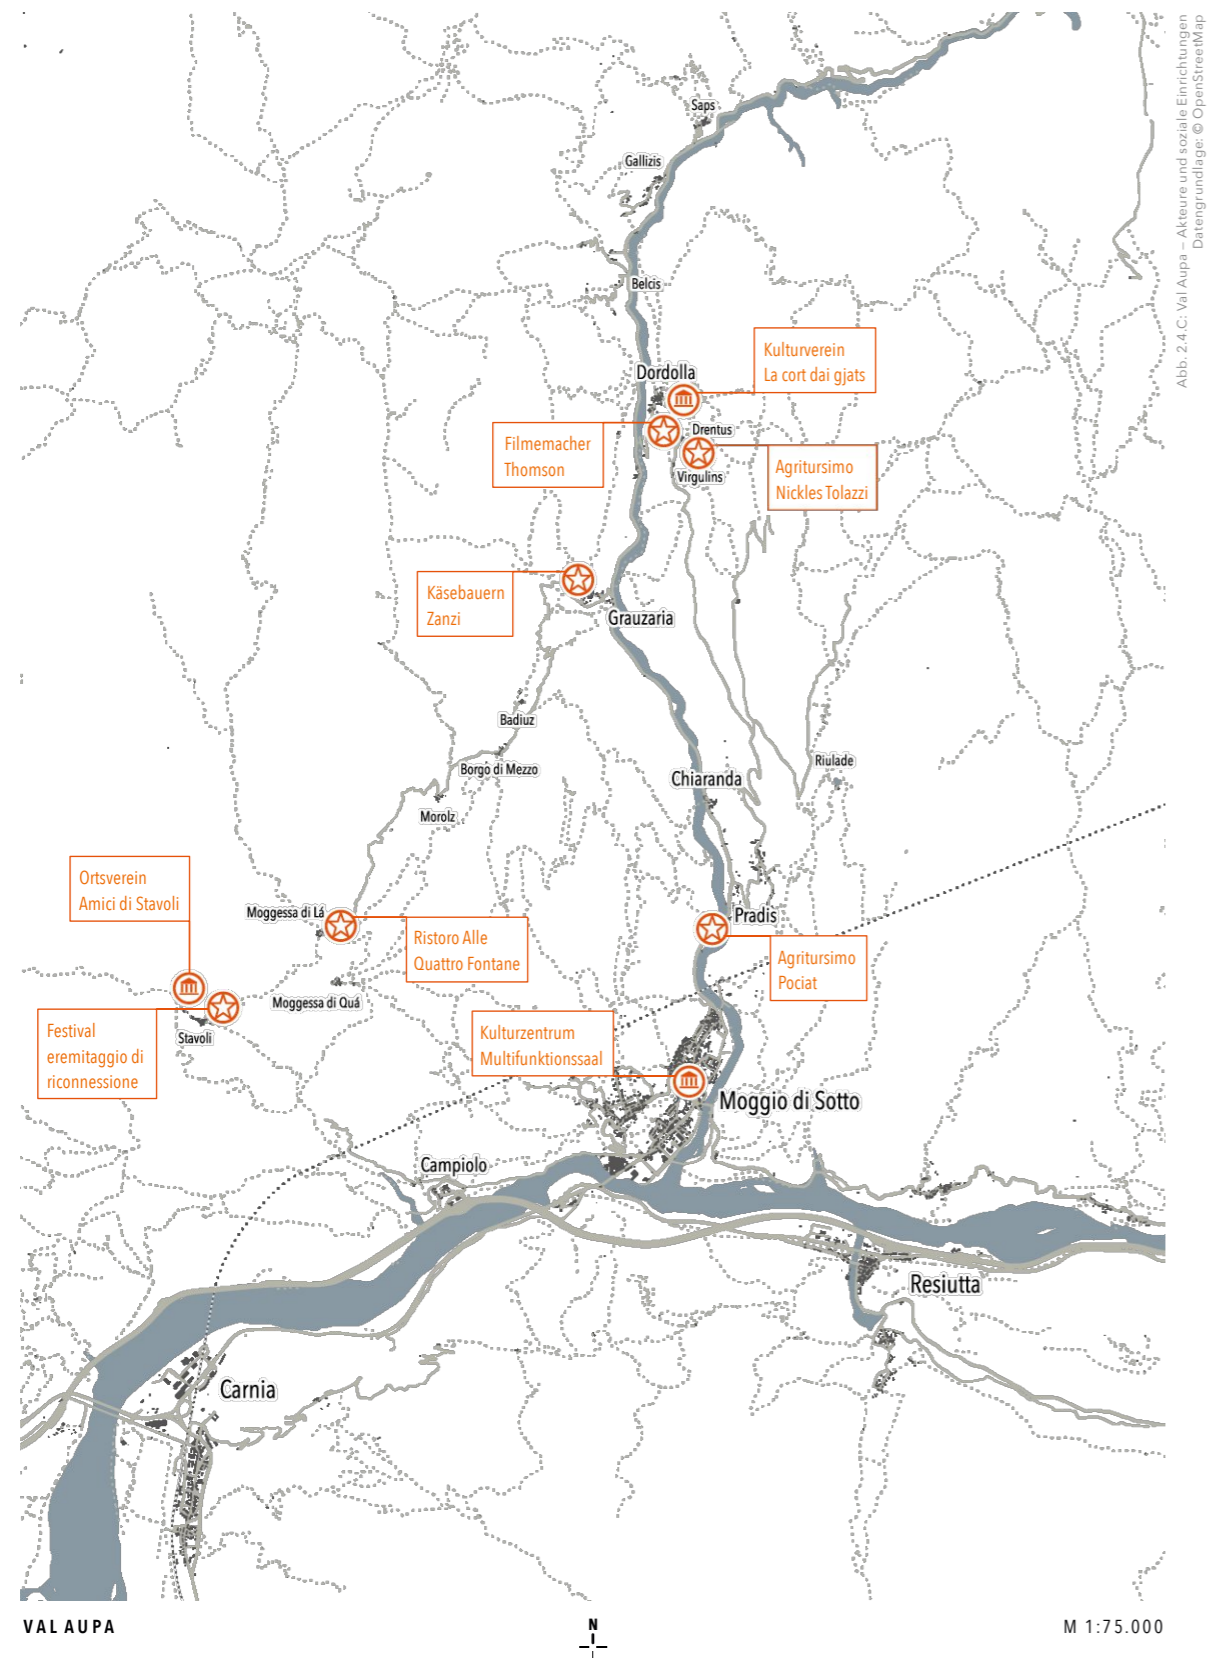 Abb. 2.4.C: Val Aupa – Akteure und soziale Einrichtungen
Datengrundlage: © OpenStreetMap
Saps
Gallizis
Belcis
Dordolla
Kulturverein
La cort dai gjats
Filmemacher
Thomson
Drentus
Virgulins
Agritursimo
Nickles Tolazzi
Käsebauern
Zanzi
Grauzaria
Badiuz
Borgo di Mezzo
Morolz
Chiaranda
Riulade
Ortsverein
Amici di Stavoli
Moggessa di Lá
Ristoro Alle
Quattro Fontane
Pradis
Agritursimo
Pociat
Moggessa di Quá
Stavoli
Festival
eremitaggio di
riconnessione
Kulturzentrum
Multifunktionssaal
Moggio di Sotto
Campiolo
Resiutta
Carnia
VAL AUPA
N
M 1:75.000